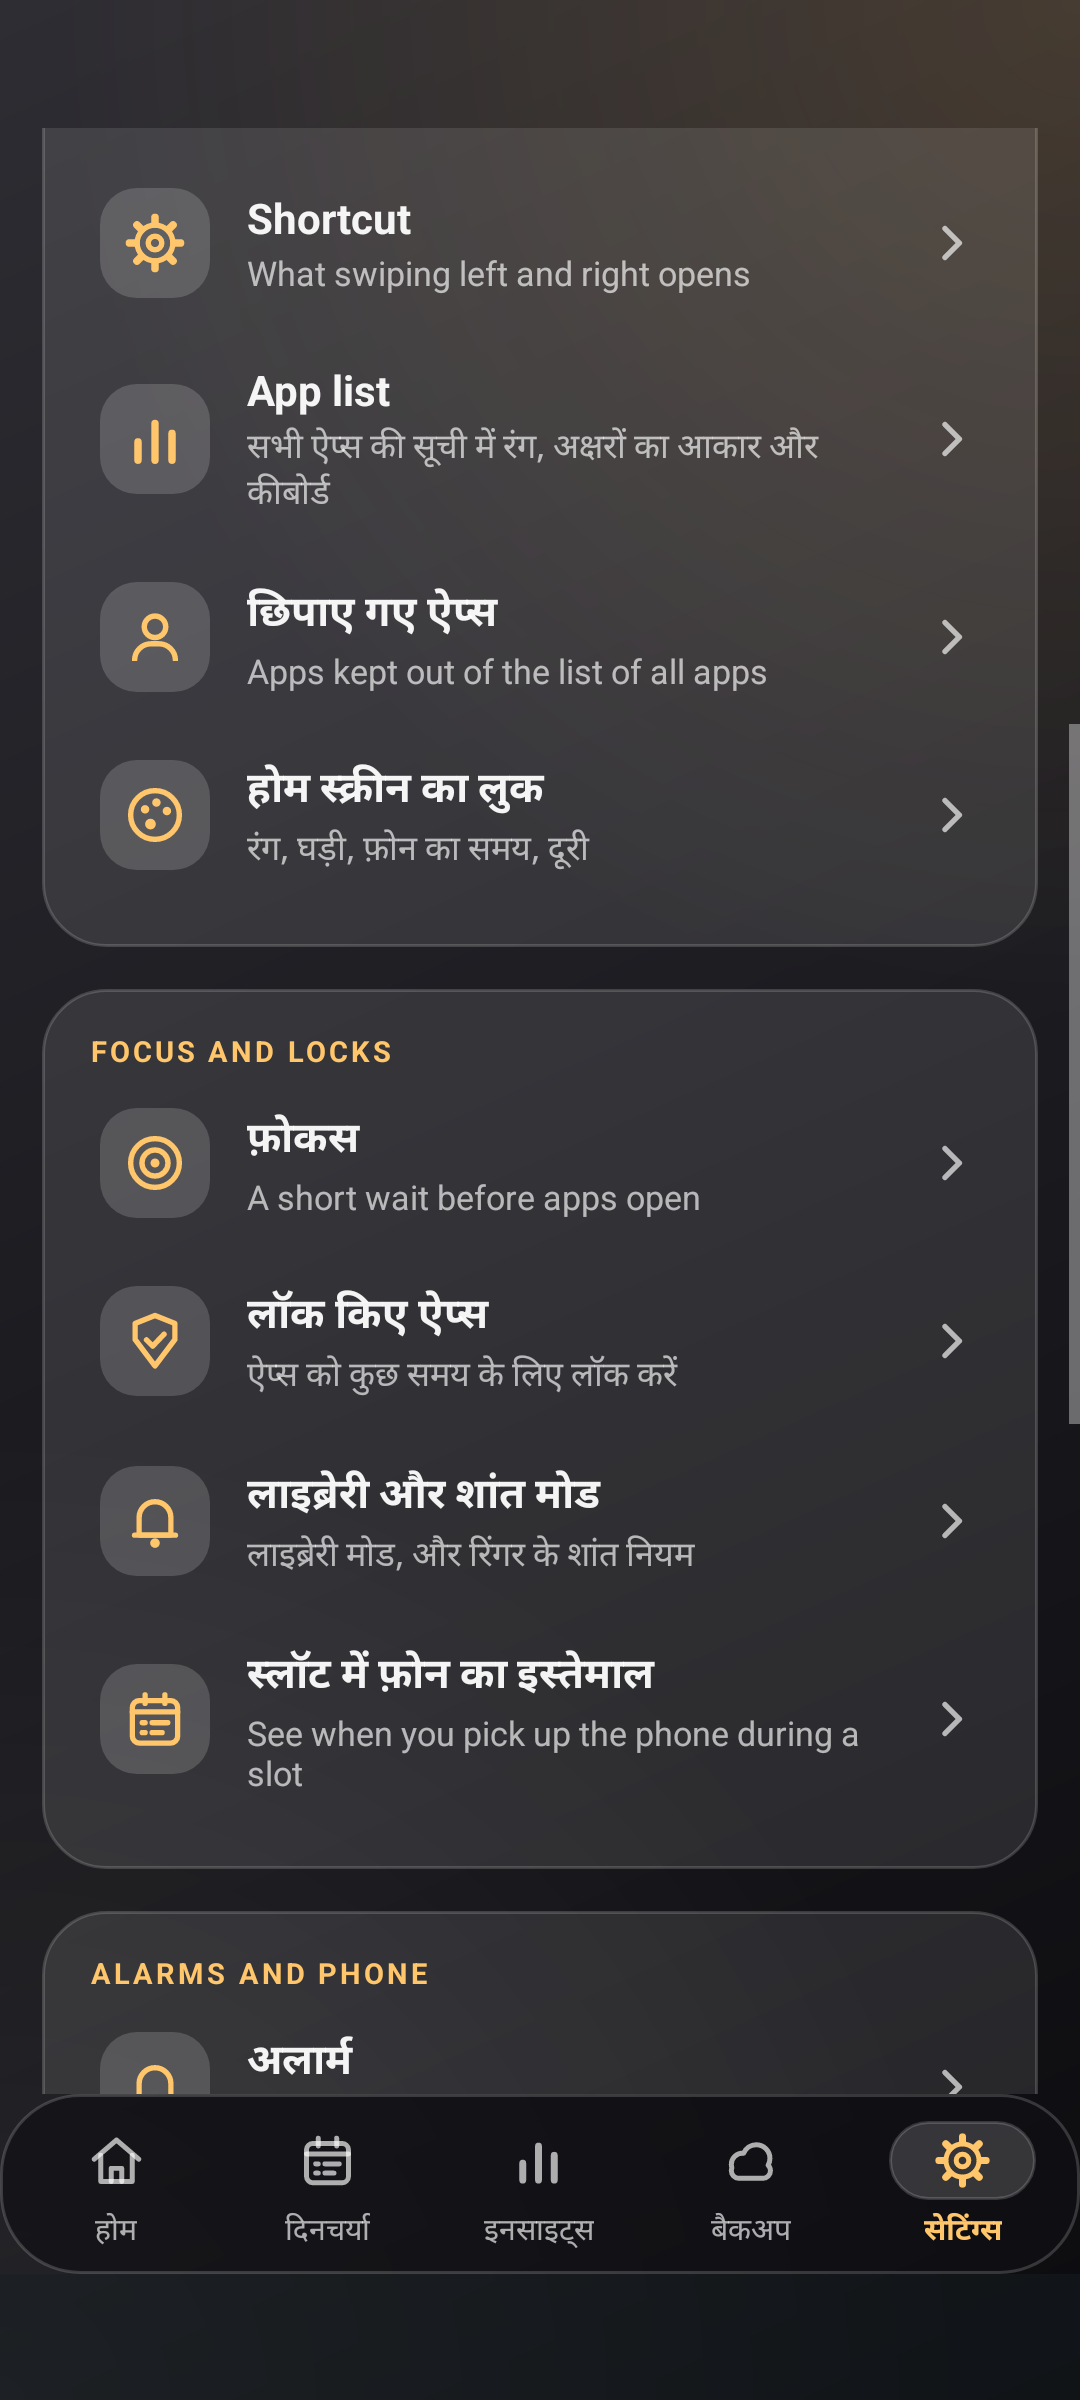 Shortcut
What swiping left and right opens
App list
सभी ऐप्स की सूची में रंग, अक्षरों का आकार और
कीबोर्ड
छिपाए गए ऐप्स
Apps kept out of the list of all apps
होम स्क्रीन का लुक
रंग, घड़ी, फ़ोन का समय, दूरी
FOCUS AND LOCKS
फ़ोकस
A short wait before apps open
लॉक किए ऐप्स
ऐप्स को कुछ समय के लिए लॉक करें
लाइब्रेरी और शांत मोड
लाइब्रेरी मोड, और रिंगर के शांत नियम
स्लॉट में फ़ोन का इस्तेमाल
See when you pick up the phone during a
slot
ALARMS AND PHONE
अलार्म
होम
दिनचर्या
इनसाइट्स
बैकअप
सेटिंग्स